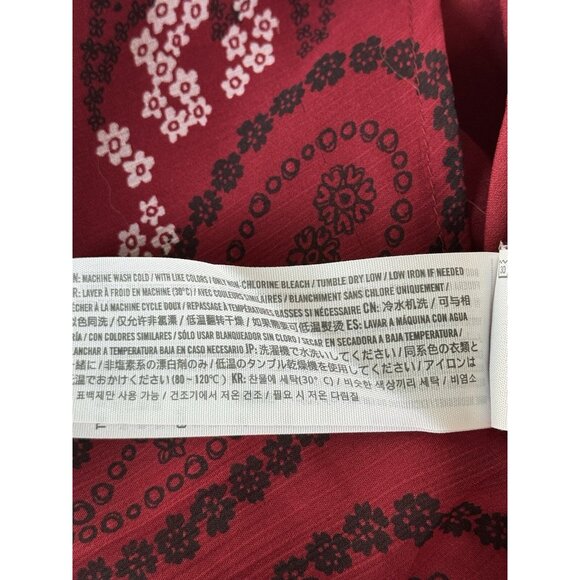 N: MACHINE WASH COLD / WITH LIKE COLORS / ONLY NON-CHLORINE BLEACH / TUMBLE DRY LOW / LOW IRON IF NEEDED
R: LAVER À FROID EN MACHINE (30°C) / AVEC COULEURS SIMILAIRES / BLANCHIMENT SANS CHLORE UNIQUEMENT /
SÉCHER À LA MACHINE CYCLE DOUX / REPASSAGE À TEMPÉRATURES BASSES SI NÉCESSAIRE CN: 冷水机洗 / 可与相
似色同洗 / 仅允许非氯漂 / 低温翻转干燥 / 如果需要可低温熨烫 ES: LAVAR A MÁQUINA CON AGUA
FRÍA / CON COLORES SIMILARES / SÓLO USAR BLANQUEADOR SIN CLORO / SECAR EN SECADORA A BAJA TEMPERATURA /
PLANCHAR A TEMPERATURA BAJA EN CASO NECESARIO JP: 洗濯機で水洗いしてください / 同系色の衣類と
一緒に / 非塩素系の漂白剤のみ / 低温のタンブル乾燥機を使用してください / アイロンは
低温でおかけください (80～120℃) KR: 찬물에 세탁(30° C) / 비슷한 색상끼리 세탁 / 비염소
표백제만 사용 가능 / 건조기에서 저온 건조 / 필요 시 저온 다림질